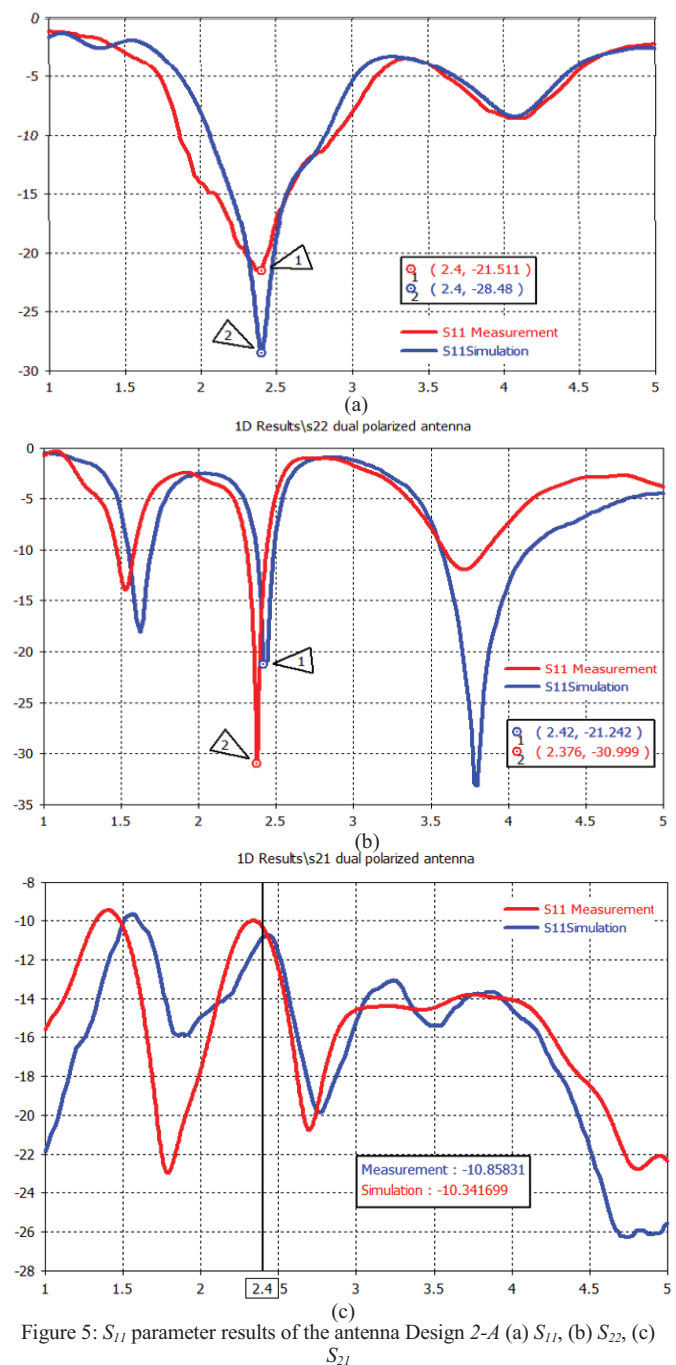 0
-5
-10
-15
-20
-25
-30
1
2
( 2.4, -21.511 )
( 2.4, -28.48 )
1
2
S11 Measurement
S11Simulation
1 1.5 2 2.5 3 3.5 4 4.5 5
(a)
1D Results\s22 dual polarized antenna
0
-5
-10
-15
-20
-25
-30
-35
1
2
S11 Measurement
S11Simulation
1 ( 2.42, -21.242 )
2 ( 2.376, -30.999 )
1 1.5 2 2.5 3 3.5 4 4.5 5
(b)
1D Results\s21 dual polarized antenna
-8
-10
-12
-14
-16
-18
-20
-22
-24
-26
-28
S11 Measurement
S11Simulation
Measurement : -10.85831
Simulation : -10.341699
1 1.5 2 2.4 5 3 3.5 4 4.5 5
(c)
Figure 5: S11 parameter results of the antenna Design 2-A (a) S11, (b) S22, (c)
S21